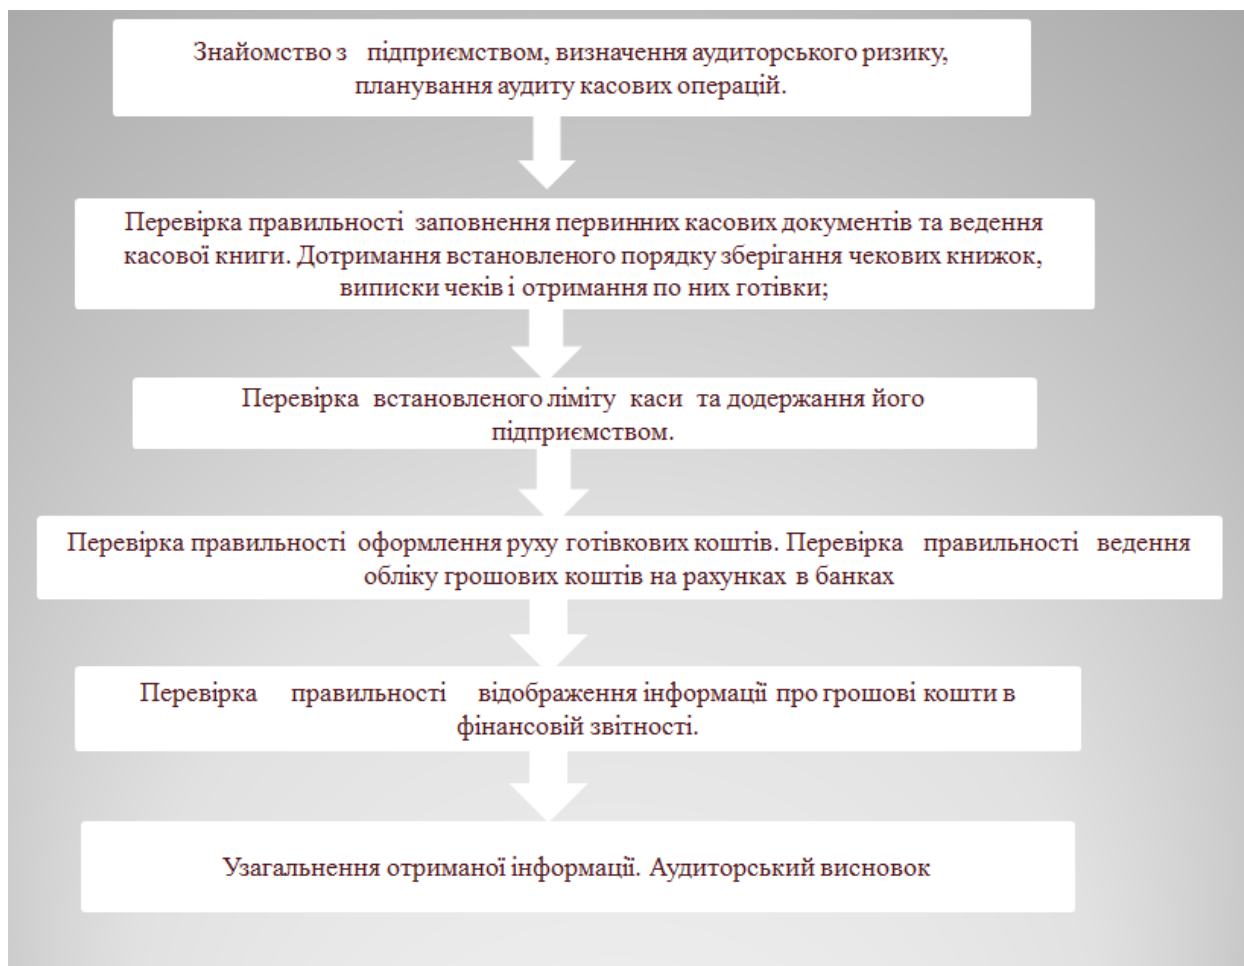 Знайомство з підприємством, визначення аудиторського ризику,
планування аудиту касових операцій.
Перевірка правильності заповнення первинних касових документів та ведення
касової книги. Дотримання встановленого порядку зберігання чекових книжок,
виписки чеків і отримання по них готівки;
Перевірка встановленого ліміту каси та додержання його
підприємством.
Перевірка правильності оформлення руху готівкових коштів. Перевірка правильності ведення
обліку грошових коштів на рахунках в банках
Перевірка правильності відображення інформації про грошові кошти в
фінансовій звітності.
Узагальнення отриманої інформації. Аудиторський висновок